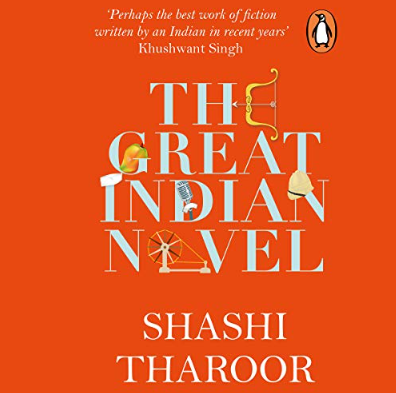 ‘Perhaps the best work of fiction
written by an Indian in recent years’
Khushwant Singh
THE
GREAT
INDIAN
NOVEL
SHASHI
THAROOR